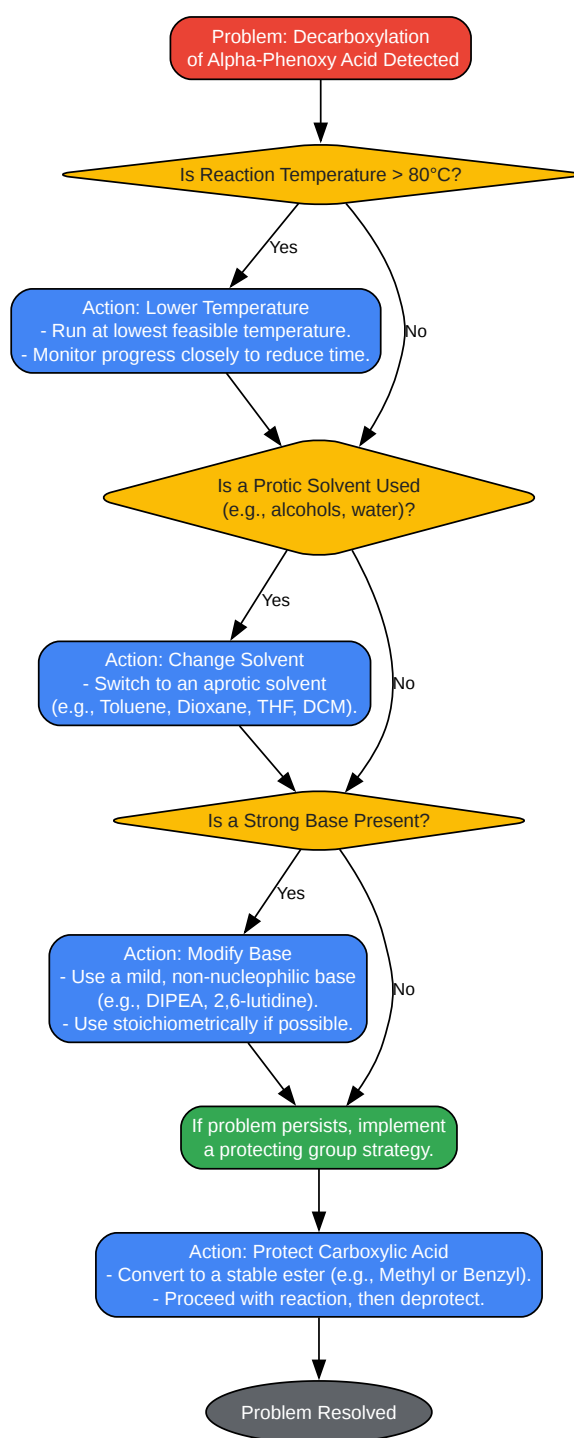 Problem: Decarboxylation
of Alpha-Phenoxy Acid Detected
Is Reaction Temperature > 80°C?
Yes
No
Action: Lower Temperature
- Run at lowest feasible temperature.
- Monitor progress closely to reduce time.
Is a Protic Solvent Used
(e.g., alcohols, water)?
Yes
No
Action: Change Solvent
- Switch to an aprotic solvent
(e.g., Toluene, Dioxane, THF, DCM).
Is a Strong Base Present?
Yes
No
Action: Modify Base
- Use a mild, non-nucleophilic base
(e.g., DIPEA, 2,6-lutidine).
- Use stoichiometrically if possible.
If problem persists, implement
a protecting group strategy.
Action: Protect Carboxylic Acid
- Convert to a stable ester (e.g., Methyl or Benzyl).
- Proceed with reaction, then deprotect.
Problem Resolved